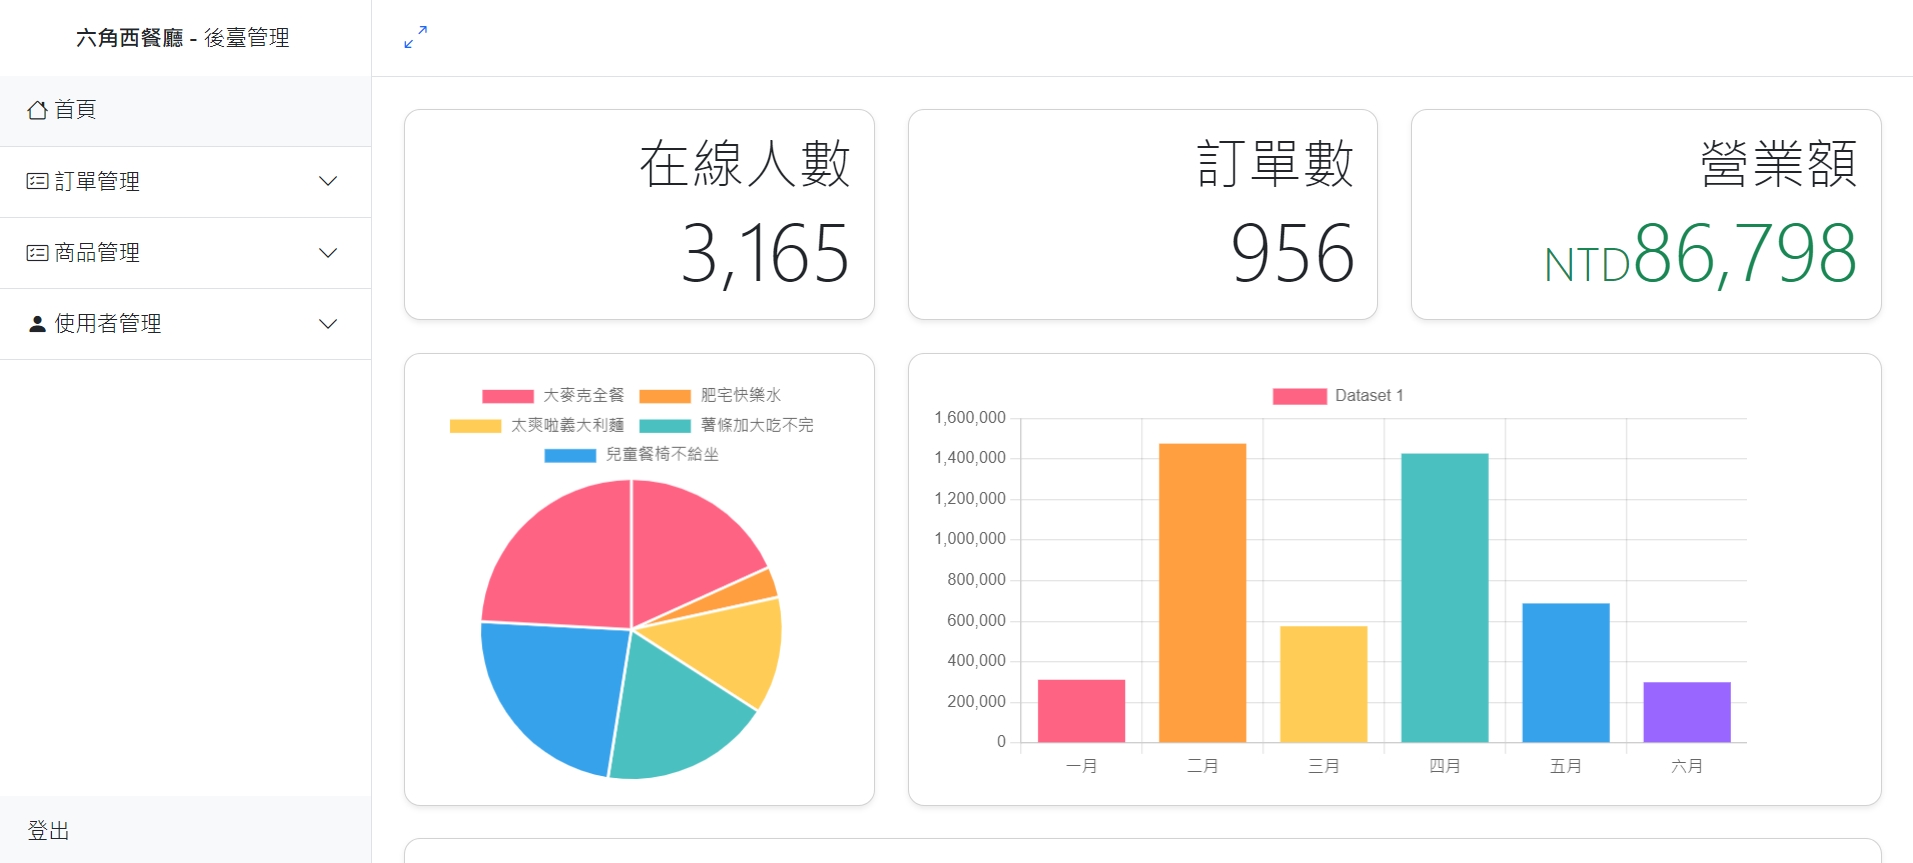 六角西餐廳 - 後臺管理
首頁
訂單管理
商品管理
使用者管理
登出
在線人數
3,165
訂單數
956
營業額
NTD86,798
大麥克全餐 肥宅快樂水
太爽啦義大利麵 薯條加大吃不完
兒童餐椅不給坐
Dataset 1
1,600,000
1,400,000
1,200,000
1,000,000
800,000
600,000
400,000
200,000
0
一月 二月 三月 四月 五月 六月